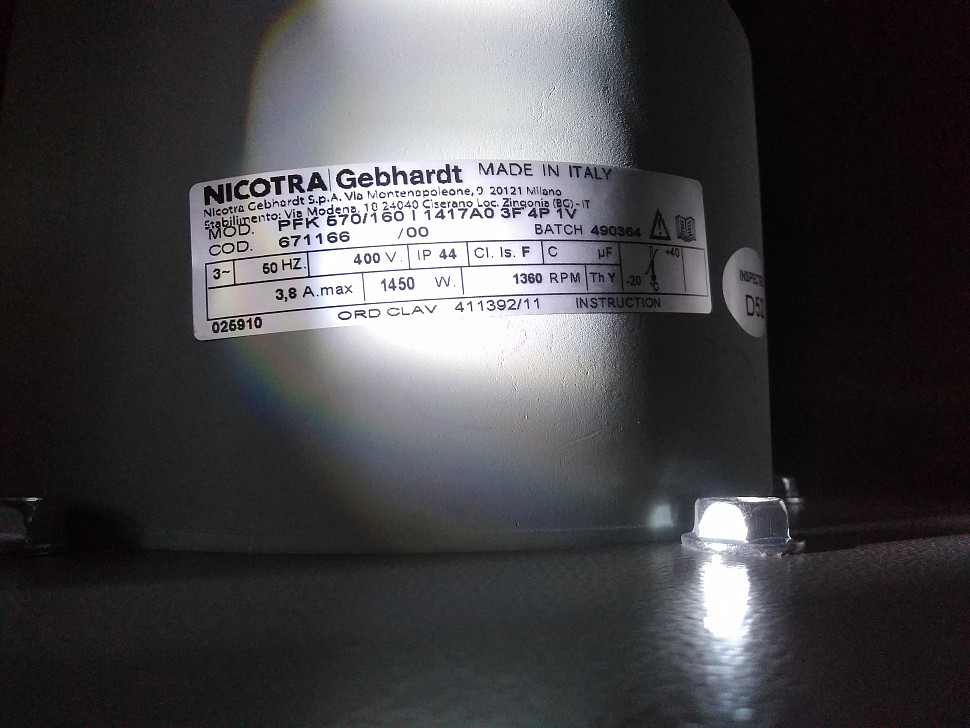 NICOTRA Gebhardt MADE IN ITALY
Nicotra Gebhardt S.p.A. Via Montenapoleone, 9 20121 Milano
Stabilimento: Via Modena, 18 24040 Ciserano Loc. Zingonia (BG) - IT
MOD. PFK 570/160 I 1417A0 3F 4P 1V
COD. 671166 /00 BATCH 490364
3~ 50 HZ. 400 V. IP 44 Cl. Is. F C µF -20 +40 °C
3,8 A.max 1450 W. 1360 RPM Th Y
025910 ORD CLAV 411392/11 INSTRUCTION
D52